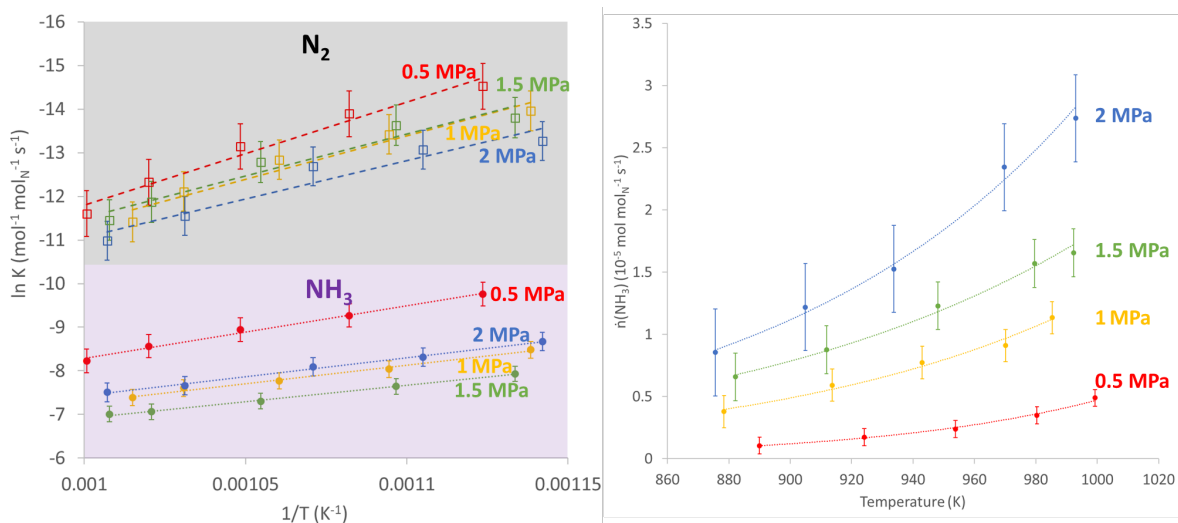 -16
-15
-14
-13
-12
-11
-10
-9
-8
-7
-6
ln K (mol⁻¹ mol_N⁻¹ s⁻¹)
N₂
0.5 MPa
1.5 MPa
1 MPa
2 MPa
NH₃
0.5 MPa
2 MPa
1 MPa
1.5 MPa
0.001
0.00105
0.0011
0.00115
1/T (K⁻¹)
3.5
3
2.5
2
1.5
1
0.5
0
ṅ(NH₃) (10⁻⁵ mol mol_N⁻¹ s⁻¹)
2 MPa
1.5 MPa
1 MPa
0.5 MPa
860
880
900
920
940
960
980
1000
1020
Temperature (K)